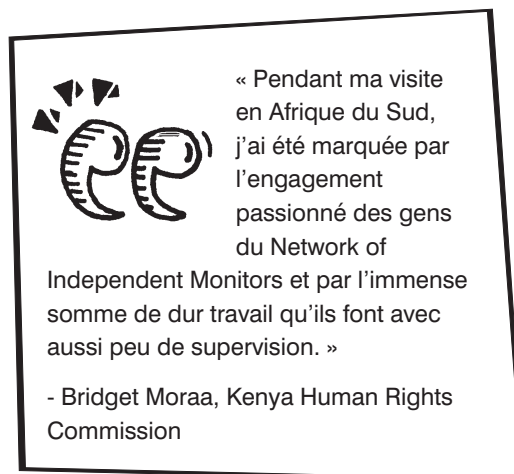 « Pendant ma visite
en Afrique du Sud,
j’ai été marquée par
l’engagement
passionné des gens
du Network of
Independent Monitors et par l’immense
somme de dur travail qu’ils font avec
aussi peu de supervision. »
- Bridget Moraa, Kenya Human Rights
Commission